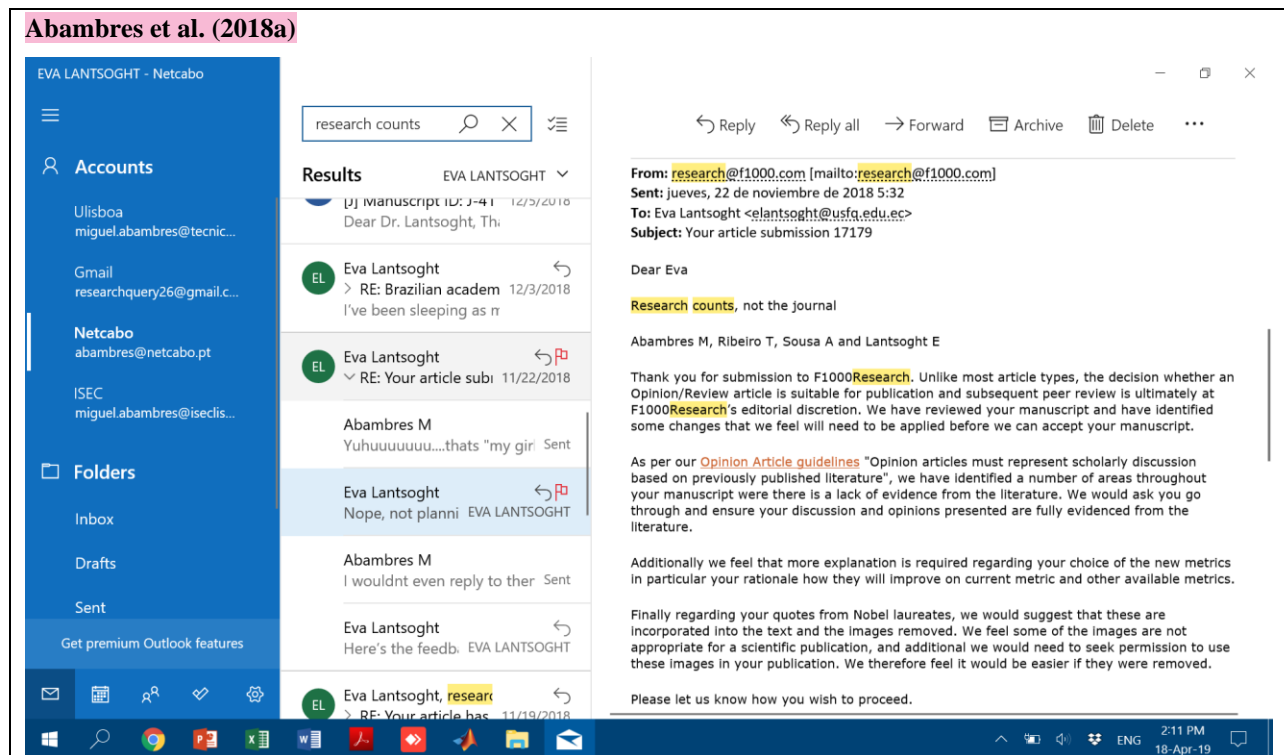 Abambres et al. (2018a)
EVA LANTSOGHT - Netcabo
Accounts
Ulisboa
miguel.abambres@tecnic...
Gmail
researchquery26@gmail.c...
Netcabo
abambres@netcabo.pt
ISEC
miguel.abambres@iseclis...
Folders
Inbox
Drafts
Sent
Get premium Outlook features
research counts
Results EVA LANTSOGHT
[J] Manuscript ID: J-41 12/5/2018
Dear Dr. Lantsoght, Tha
EL
Eva Lantsoght
> RE: Brazilian academ 12/3/2018
I've been sleeping as m
EL
Eva Lantsoght
RE: Your article subi 11/22/2018
Abambres M
Yuhuuuuuuu....thats "my girl Sent
Eva Lantsoght
Nope, not planni EVA LANTSOGHT
Abambres M
I wouldnt even reply to ther Sent
Eva Lantsoght
Here's the feedb. EVA LANTSOGHT
EL
Eva Lantsoght, researc
> RE: Your article has 11/19/2018
Reply Reply all Forward Archive Delete ...
From: research@f1000.com [mailto:research@f1000.com]
Sent: jueves, 22 de noviembre de 2018 5:32
To: Eva Lantsoght <elantsoght@usfq.edu.ec>
Subject: Your article submission 17179
Dear Eva
Research counts, not the journal
Abambres M, Ribeiro T, Sousa A and Lantsoght E
Thank you for submission to F1000Research. Unlike most article types, the decision whether an
Opinion/Review article is suitable for publication and subsequent peer review is ultimately at
F1000Research's editorial discretion. We have reviewed your manuscript and have identified
some changes that we feel will need to be applied before we can accept your manuscript.
As per our Opinion Article guidelines "Opinion articles must represent scholarly discussion
based on previously published literature", we have identified a number of areas throughout
your manuscript were there is a lack of evidence from the literature. We would ask you go
through and ensure your discussion and opinions presented are fully evidenced from the
literature.
Additionally we feel that more explanation is required regarding your choice of the new metrics
in particular your rationale how they will improve on current metric and other available metrics.
Finally regarding your quotes from Nobel laureates, we would suggest that these are
incorporated into the text and the images removed. We feel some of the images are not
appropriate for a scientific publication, and additional we would need to seek permission to use
these images in your publication. We therefore feel it would be easier if they were removed.
Please let us know how you wish to proceed.
ENG
2:11 PM
18-Apr-19